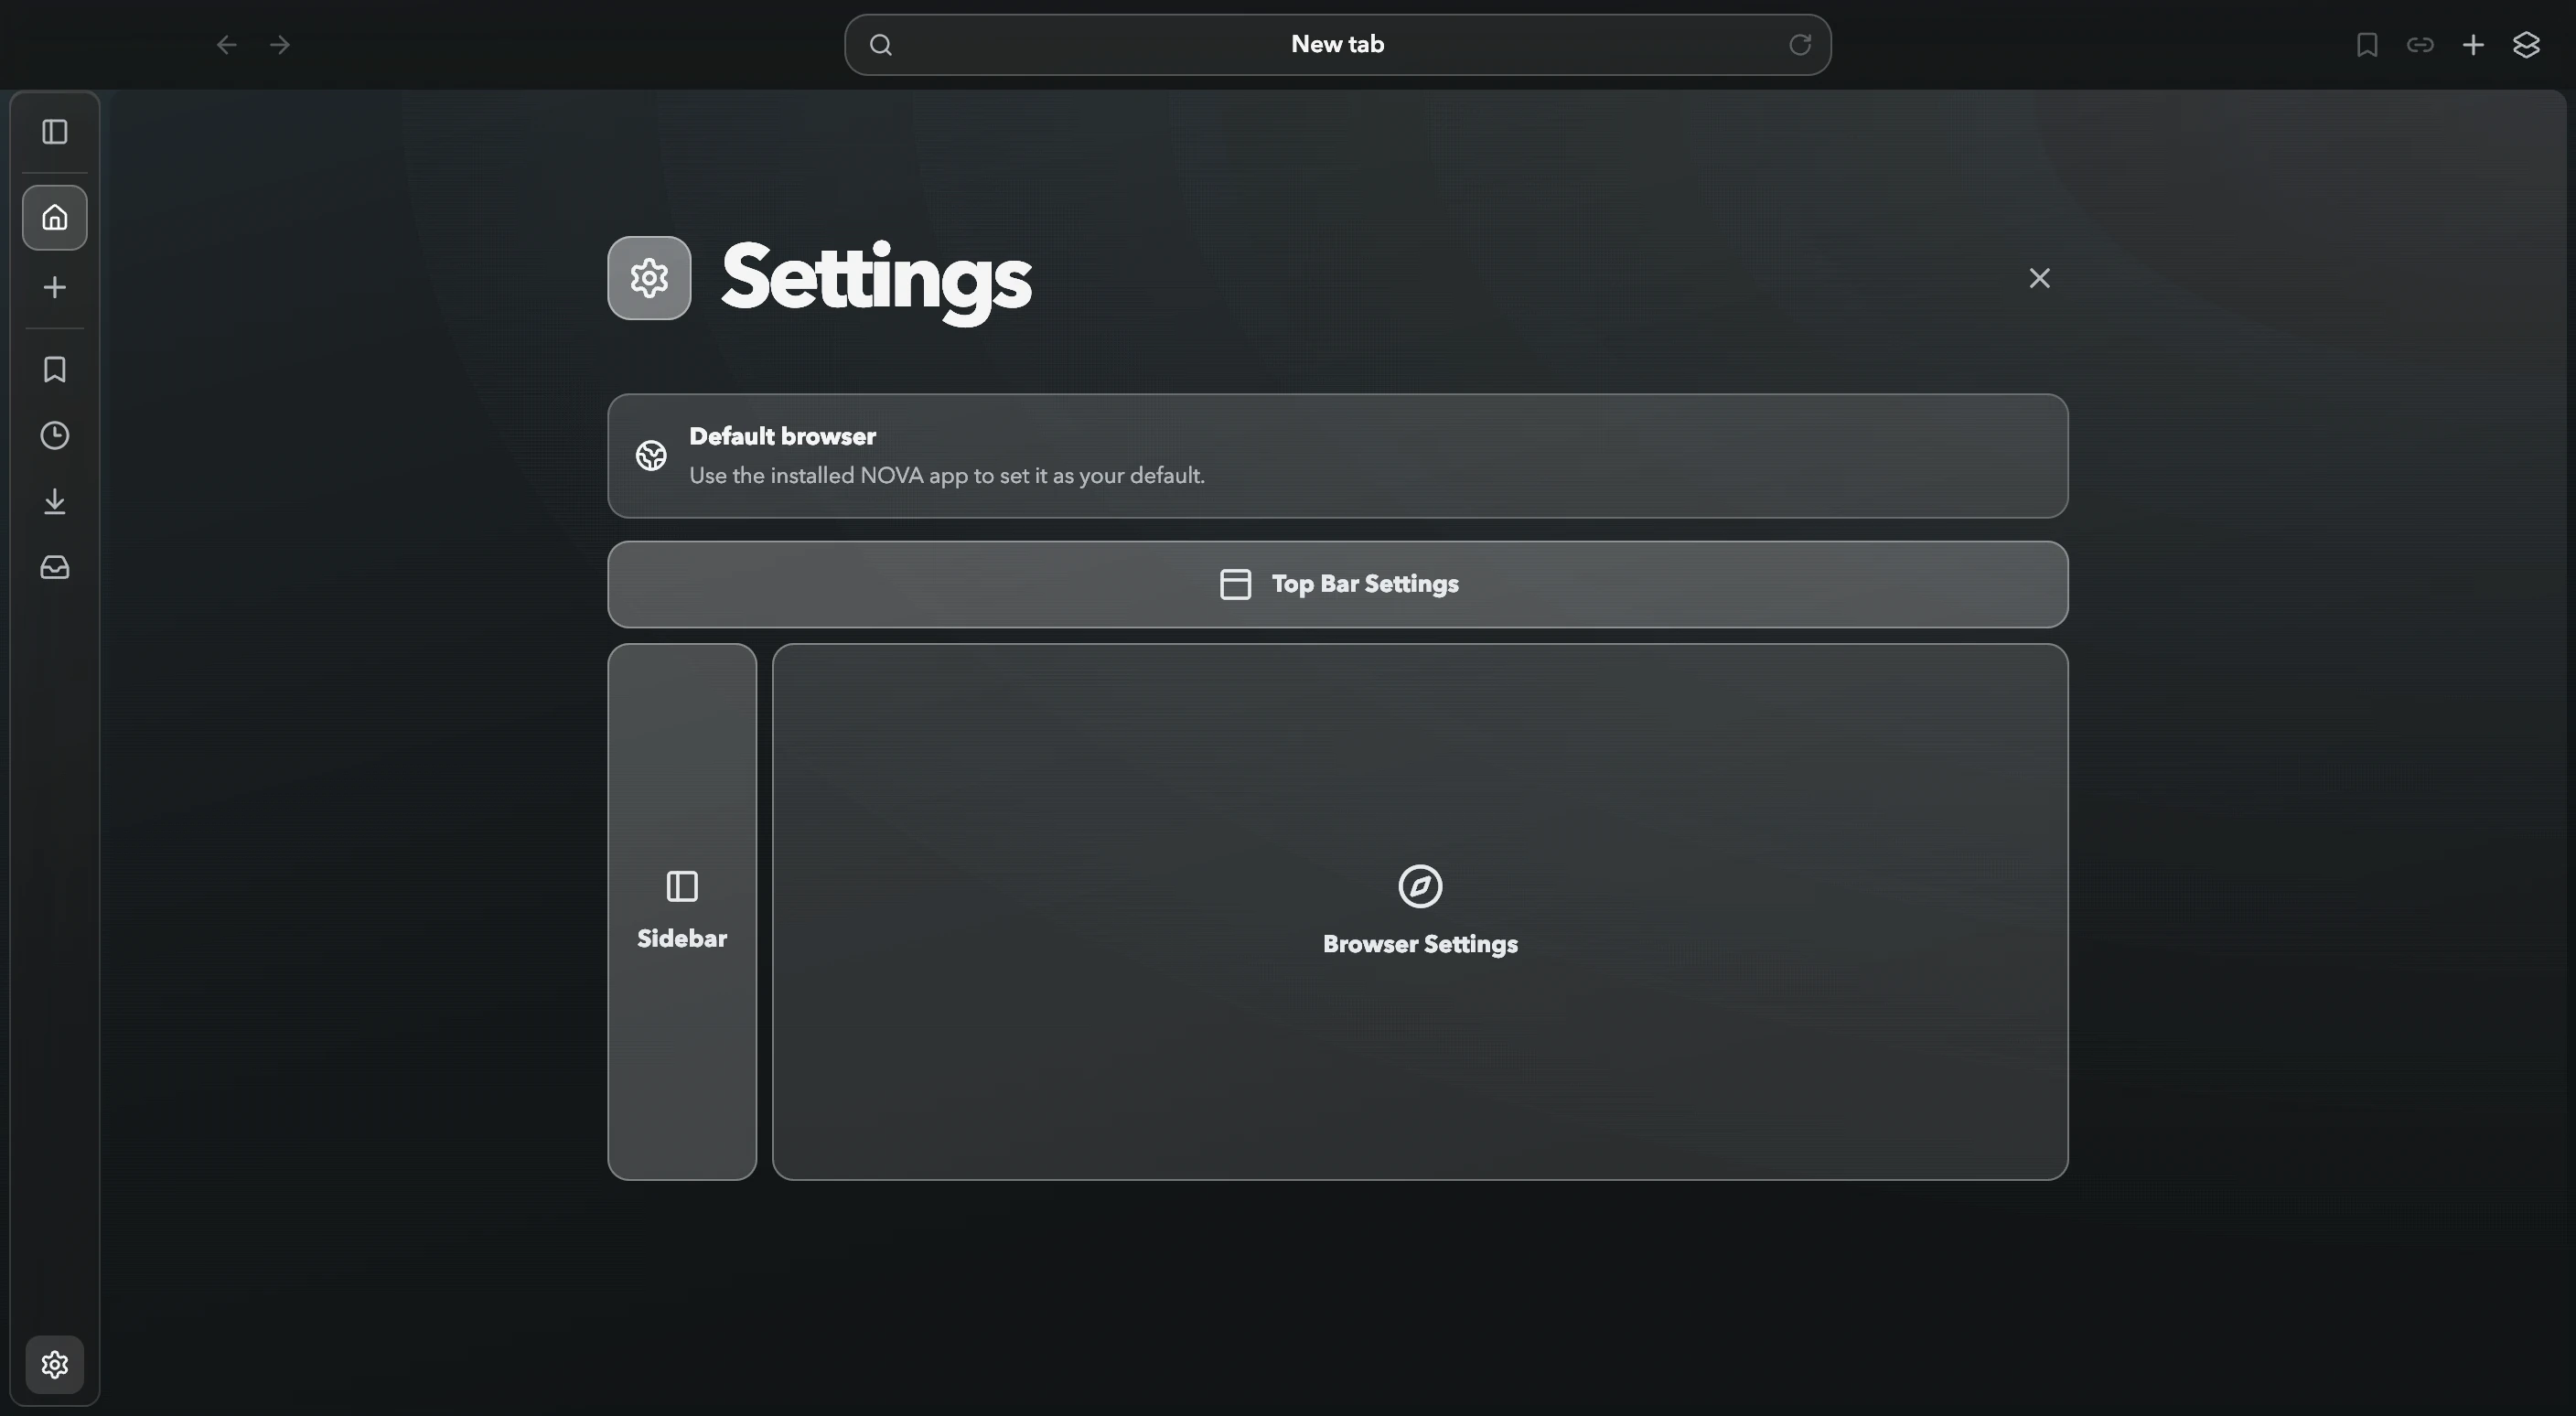 New tab
Settings
Default browser
Use the installed NOVA app to set it as your default.
Top Bar Settings
Sidebar
Browser Settings